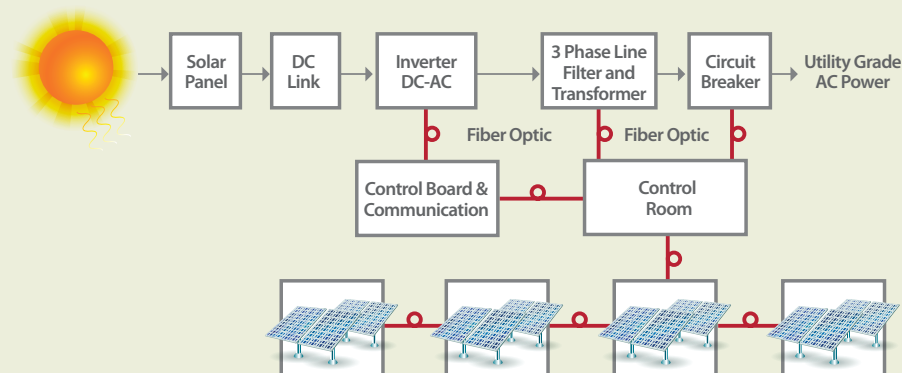 Solar
Panel
DC
Link
Inverter
DC-AC
3 Phase Line
Filter and
Transformer
Circuit
Breaker
Utility Grade
AC Power
Fiber Optic
Fiber Optic
Control Board &
Communication
Control
Room